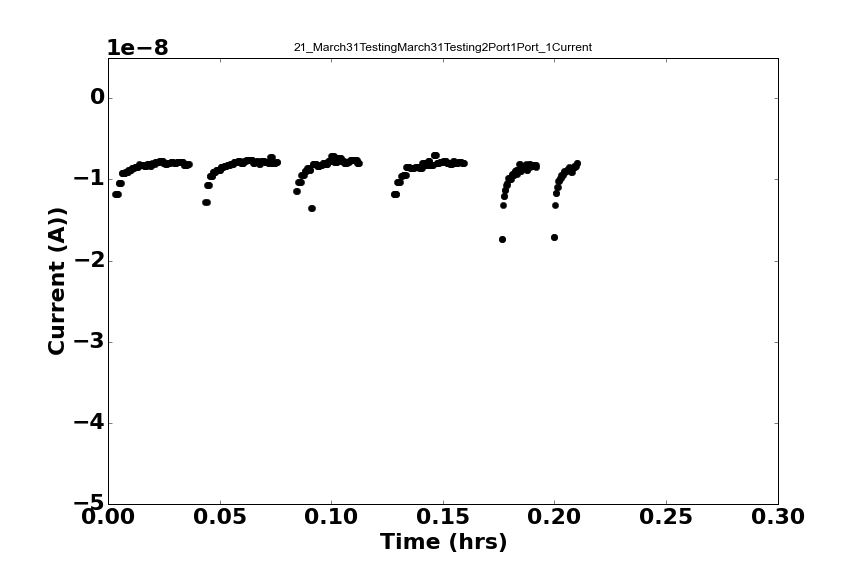 21_March31TestingMarch31Testing2Port1Port_1Current
1e−8
0
−1
−2
−3
−4
−5
Current (A))
0.00 0.05 0.10 0.15 0.20 0.25 0.30
Time (hrs)